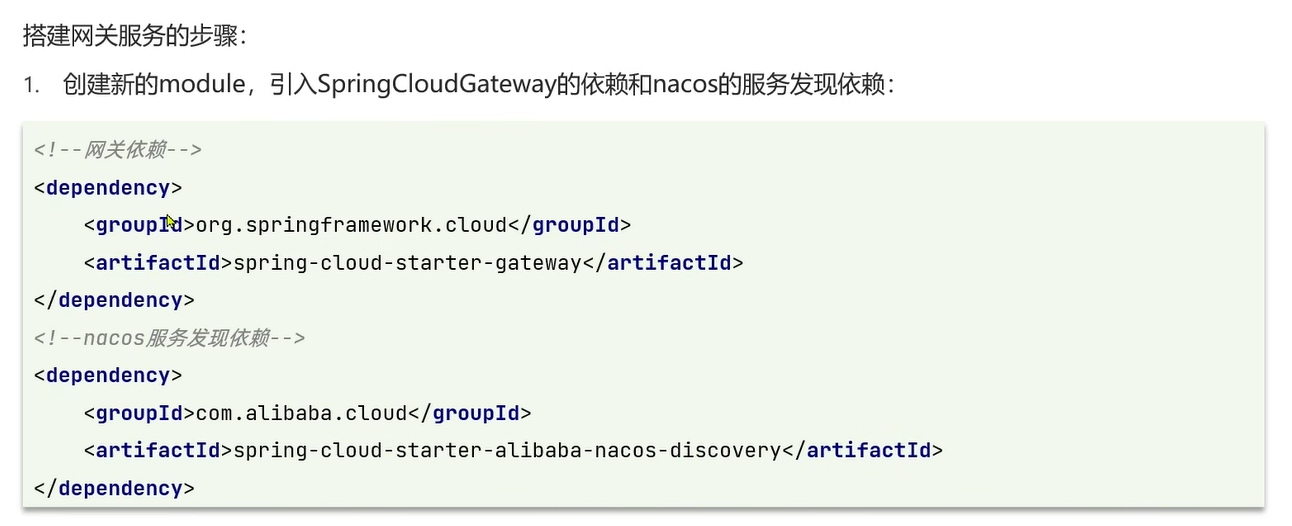 搭建网关服务的步骤：
1. 创建新的module，引入SpringCloudGateway的依赖和nacos的服务发现依赖：
<!--网关依赖-->
<dependency>
    <groupId>org.springframework.cloud</groupId>
    <artifactId>spring-cloud-starter-gateway</artifactId>
</dependency>
<!--nacos服务发现依赖-->
<dependency>
    <groupId>com.alibaba.cloud</groupId>
    <artifactId>spring-cloud-starter-alibaba-nacos-discovery</artifactId>
</dependency>